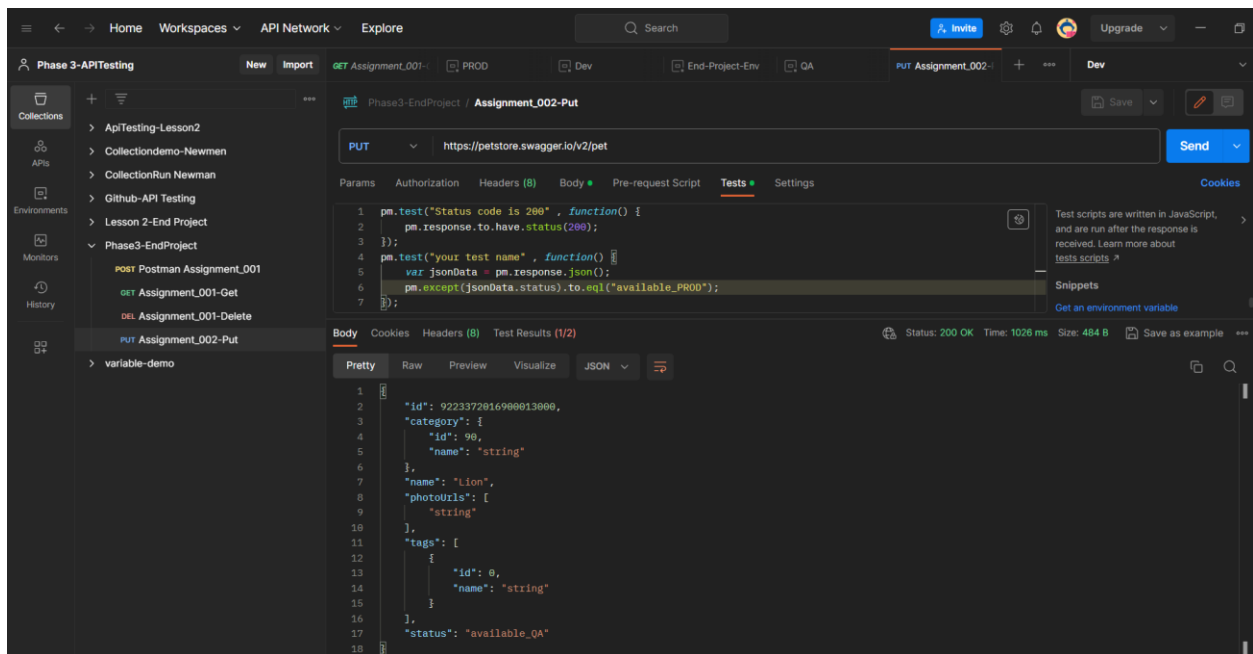 Home Workspaces API Network Explore Search Invite Upgrade
Phase 3-APITesting New Import GET Assignment_001- PROD Dev End-Project-Env QA PUT Assignment_002- Dev
Collections
APIs
Environments
Monitors
History
ApiTesting-Lesson2
Collectiondemo-Newmen
CollectionRun Newman
Github-API Testing
Lesson 2-End Project
Phase3-EndProject
POST Postman Assignment_001
GET Assignment_001-Get
DEL Assignment_001-Delete
PUT Assignment_002-Put
variable-demo
HTTP Phase3-EndProject / Assignment_002-Put Save
PUT https://petstore.swagger.io/v2/pet Send
Params Authorization Headers (8) Body Pre-request Script Tests Settings Cookies
1 pm.test("Status code is 200" , function() {
2 pm.response.to.have.status(200);
3 });
4 pm.test("your test name" , function() {
5 var jsonData = pm.response.json();
6 pm.except(jsonData.status).to.eql("available_PROD");
7 });
Test scripts are written in JavaScript,
and are run after the response is
received. Learn more about
tests scripts
Snippets
Get an environment variable
Body Cookies Headers (8) Test Results (1/2) Status: 200 OK Time: 1026 ms Size: 484 B Save as example
Pretty Raw Preview Visualize JSON
1 {
2 "id": 9223372016900013000,
3 "category": {
4 "id": 90,
5 "name": "string"
6 },
7 "name": "Lion",
8 "photoUrls": [
9 "string"
10 ],
11 "tags": [
12 {
13 "id": 0,
14 "name": "string"
15 }
16 ],
17 "status": "available_QA"
18 }